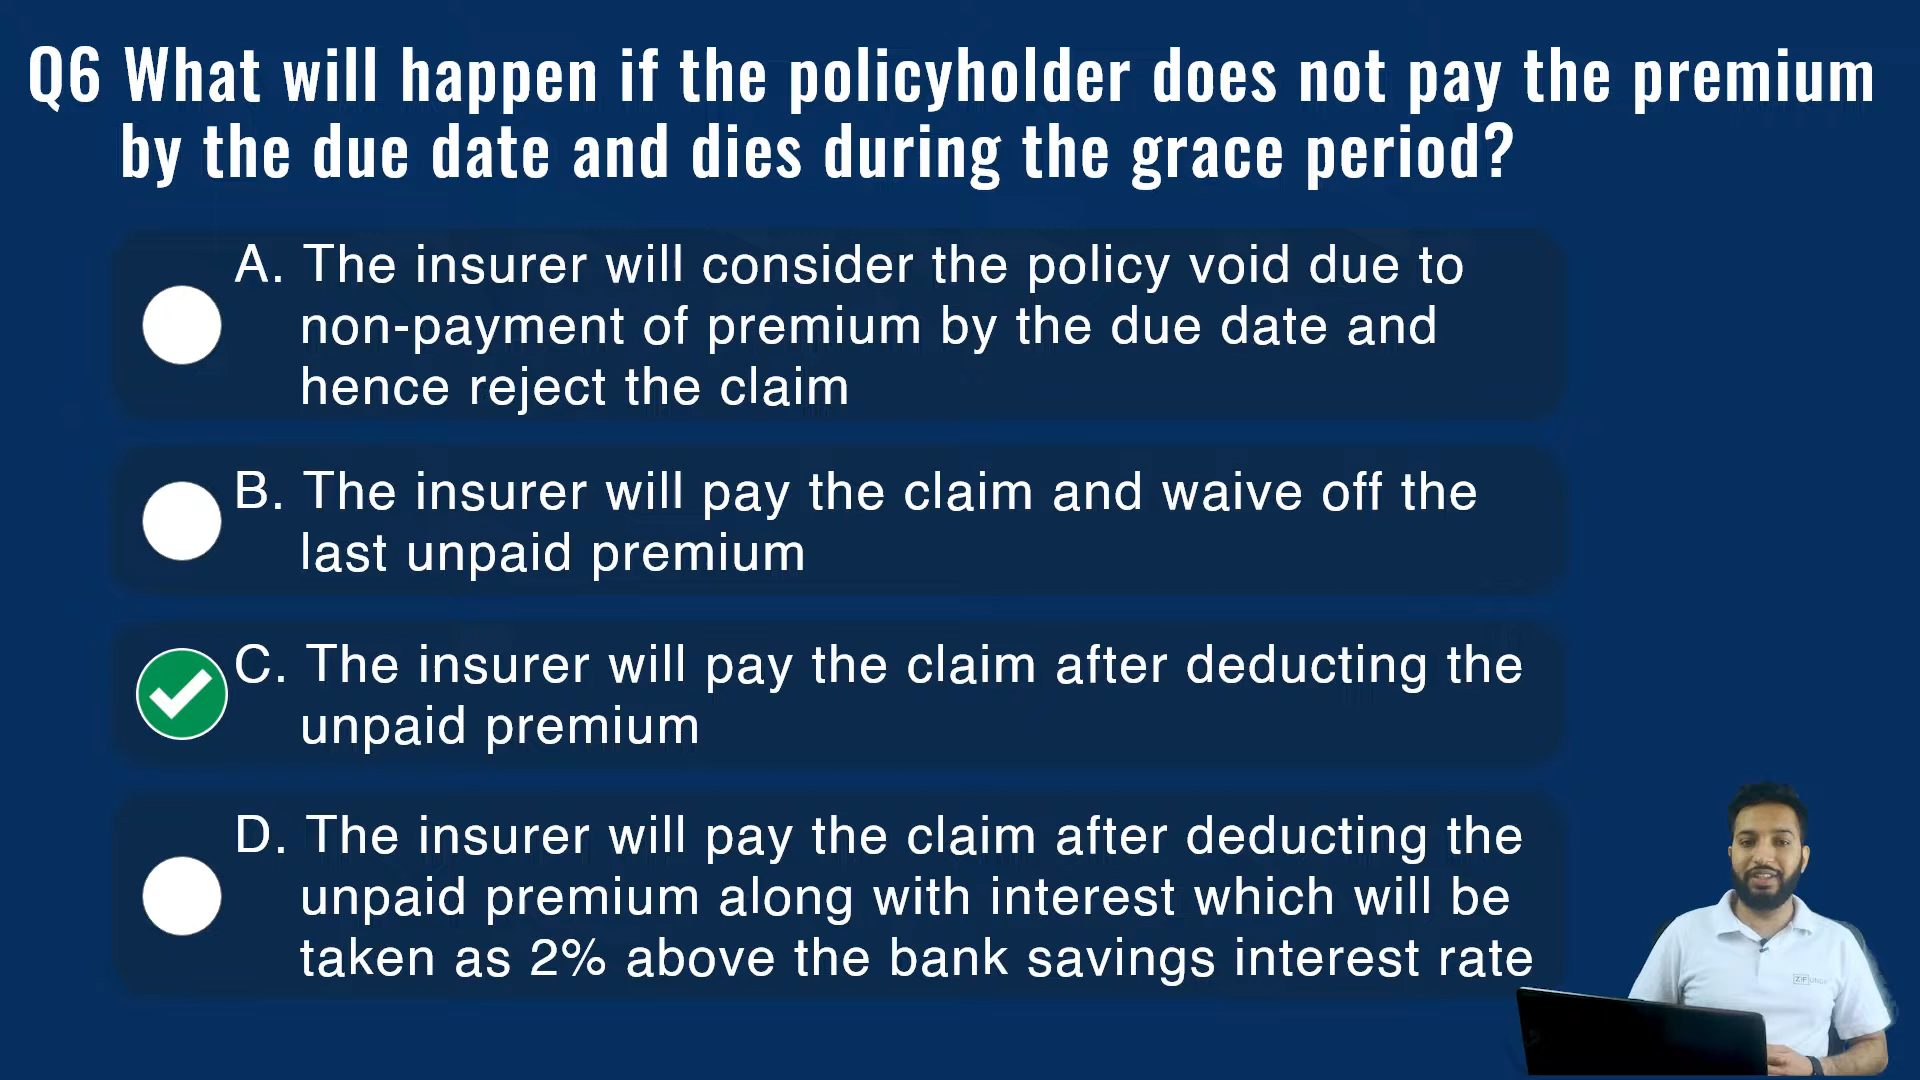 Q6 What will happen if the policyholder does not pay the premium
by the due date and dies during the grace period?
A. The insurer will consider the policy void due to
non-payment of premium by the due date and
hence reject the claim
B. The insurer will pay the claim and waive off the
last unpaid premium
C. The insurer will pay the claim after deducting the
unpaid premium
D. The insurer will pay the claim after deducting the
unpaid premium along with interest which will be
taken as 2% above the bank savings interest rate